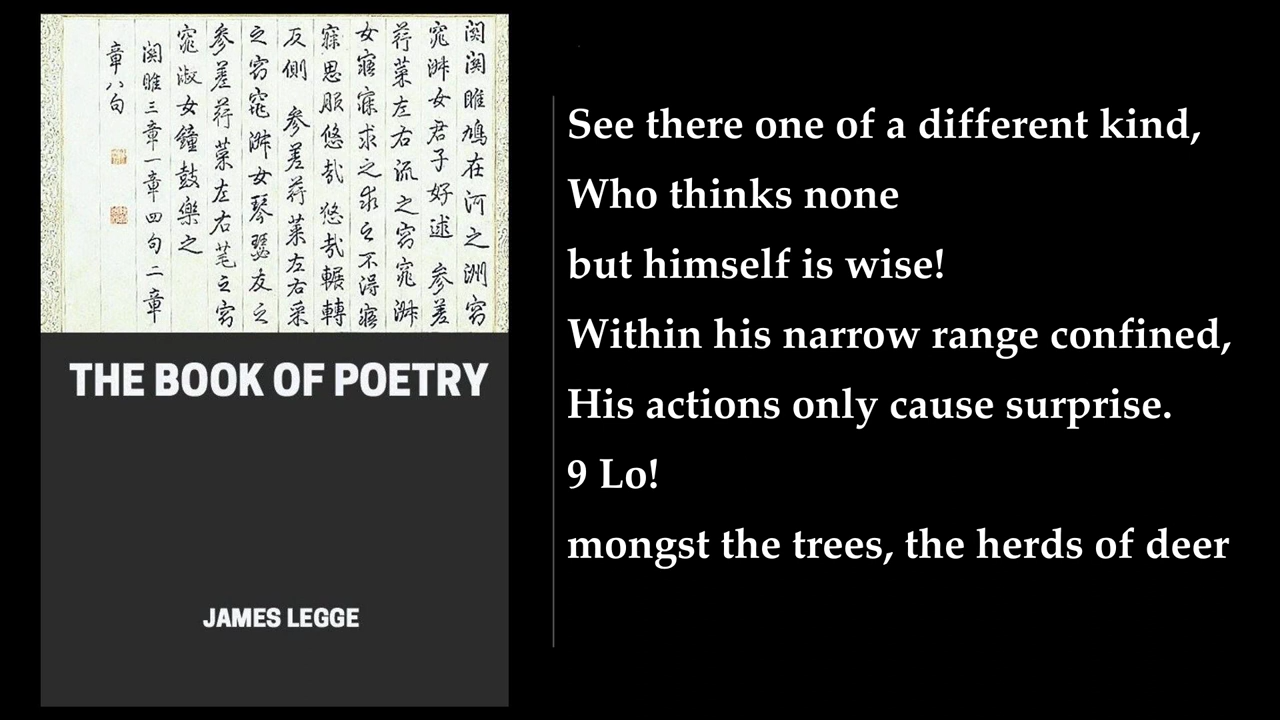 關關雎鳩在河之洲窈
窕淑女君子好逑 參差
荇菜左右流之窈窕淑
女寤寐求之求之不得寤
寐思服悠哉悠哉輾轉
反側 參差荇菜左右采
之窈窕淑女琴瑟友之
參差荇菜左右芼之窈
窕淑女鐘鼓樂之
關雎三章一章四句二章
章八句
THE BOOK OF POETRY
JAMES LEGGE
See there one of a different kind,
Who thinks none
but himself is wise!
Within his narrow range confined,
His actions only cause surprise.
9 Lo!
mongst the trees, the herds of deer